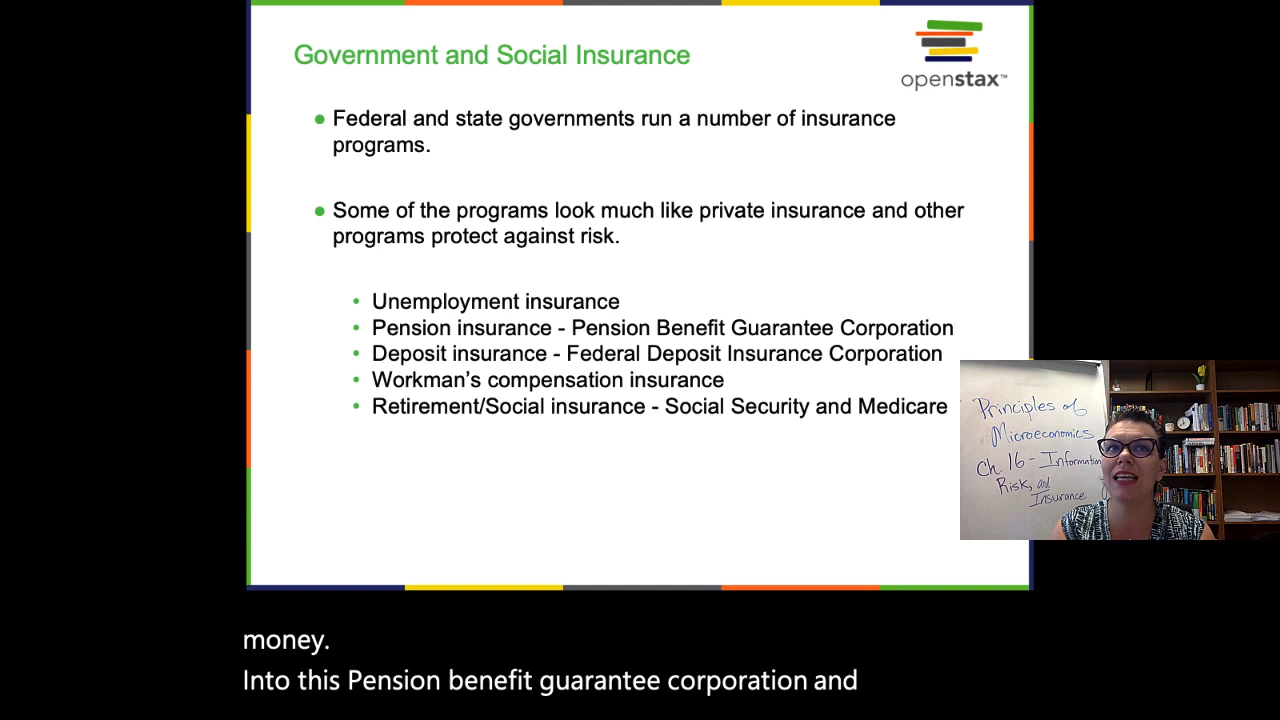 Government and Social Insurance
openstax™
● Federal and state governments run a number of insurance
programs.
● Some of the programs look much like private insurance and other
programs protect against risk.
• Unemployment insurance
• Pension insurance - Pension Benefit Guarantee Corporation
• Deposit insurance - Federal Deposit Insurance Corporation
• Workman’s compensation insurance
• Retirement/Social insurance - Social Security and Medicare
Principles of
Microeconomics
Ch. 16 - Information
Risk, and
Insurance
money.
Into this Pension benefit guarantee corporation and